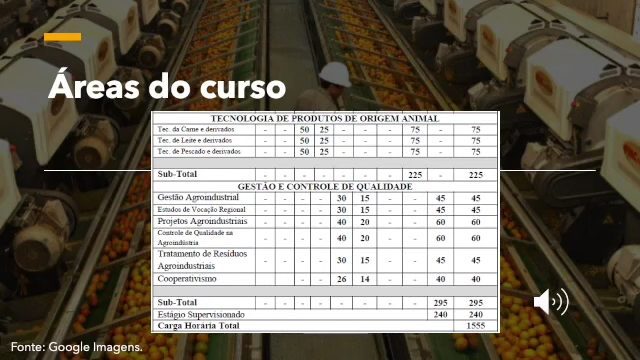 Áreas do curso
TECNOLOGIA DE PRODUTOS DE ORIGEM ANIMAL
Tec. da Carne e derivados - - 50 25 - - - 75 - 75
Tec. de Leite e derivados - - 50 25 - - - 75 - 75
Tec. de Pescado e derivados - - 50 25 - - - 75 - 75
Sub-Total - - - - - - - 225 - 225
GESTÃO E CONTROLE DE QUALIDADE
Gestão Agroindustrial - - - - 30 15 - - 45 45
Estudos de Vocação Regional - - - - 30 15 - - 45 45
Projetos Agroindustriais - - - - 40 20 - - 60 60
Controle de Qualidade na
Agroindústria - - - - 40 20 - - 60 60
Tratamento de Resíduos
Agroindustriais - - - - 30 15 - - 45 45
Cooperativismo - - 26 14 - - 40 40
Sub-Total - - - - - - - - 295 295
Estágio Supervisionado 240 240
Carga Horária Total 1555
Fonte: Google Imagens.